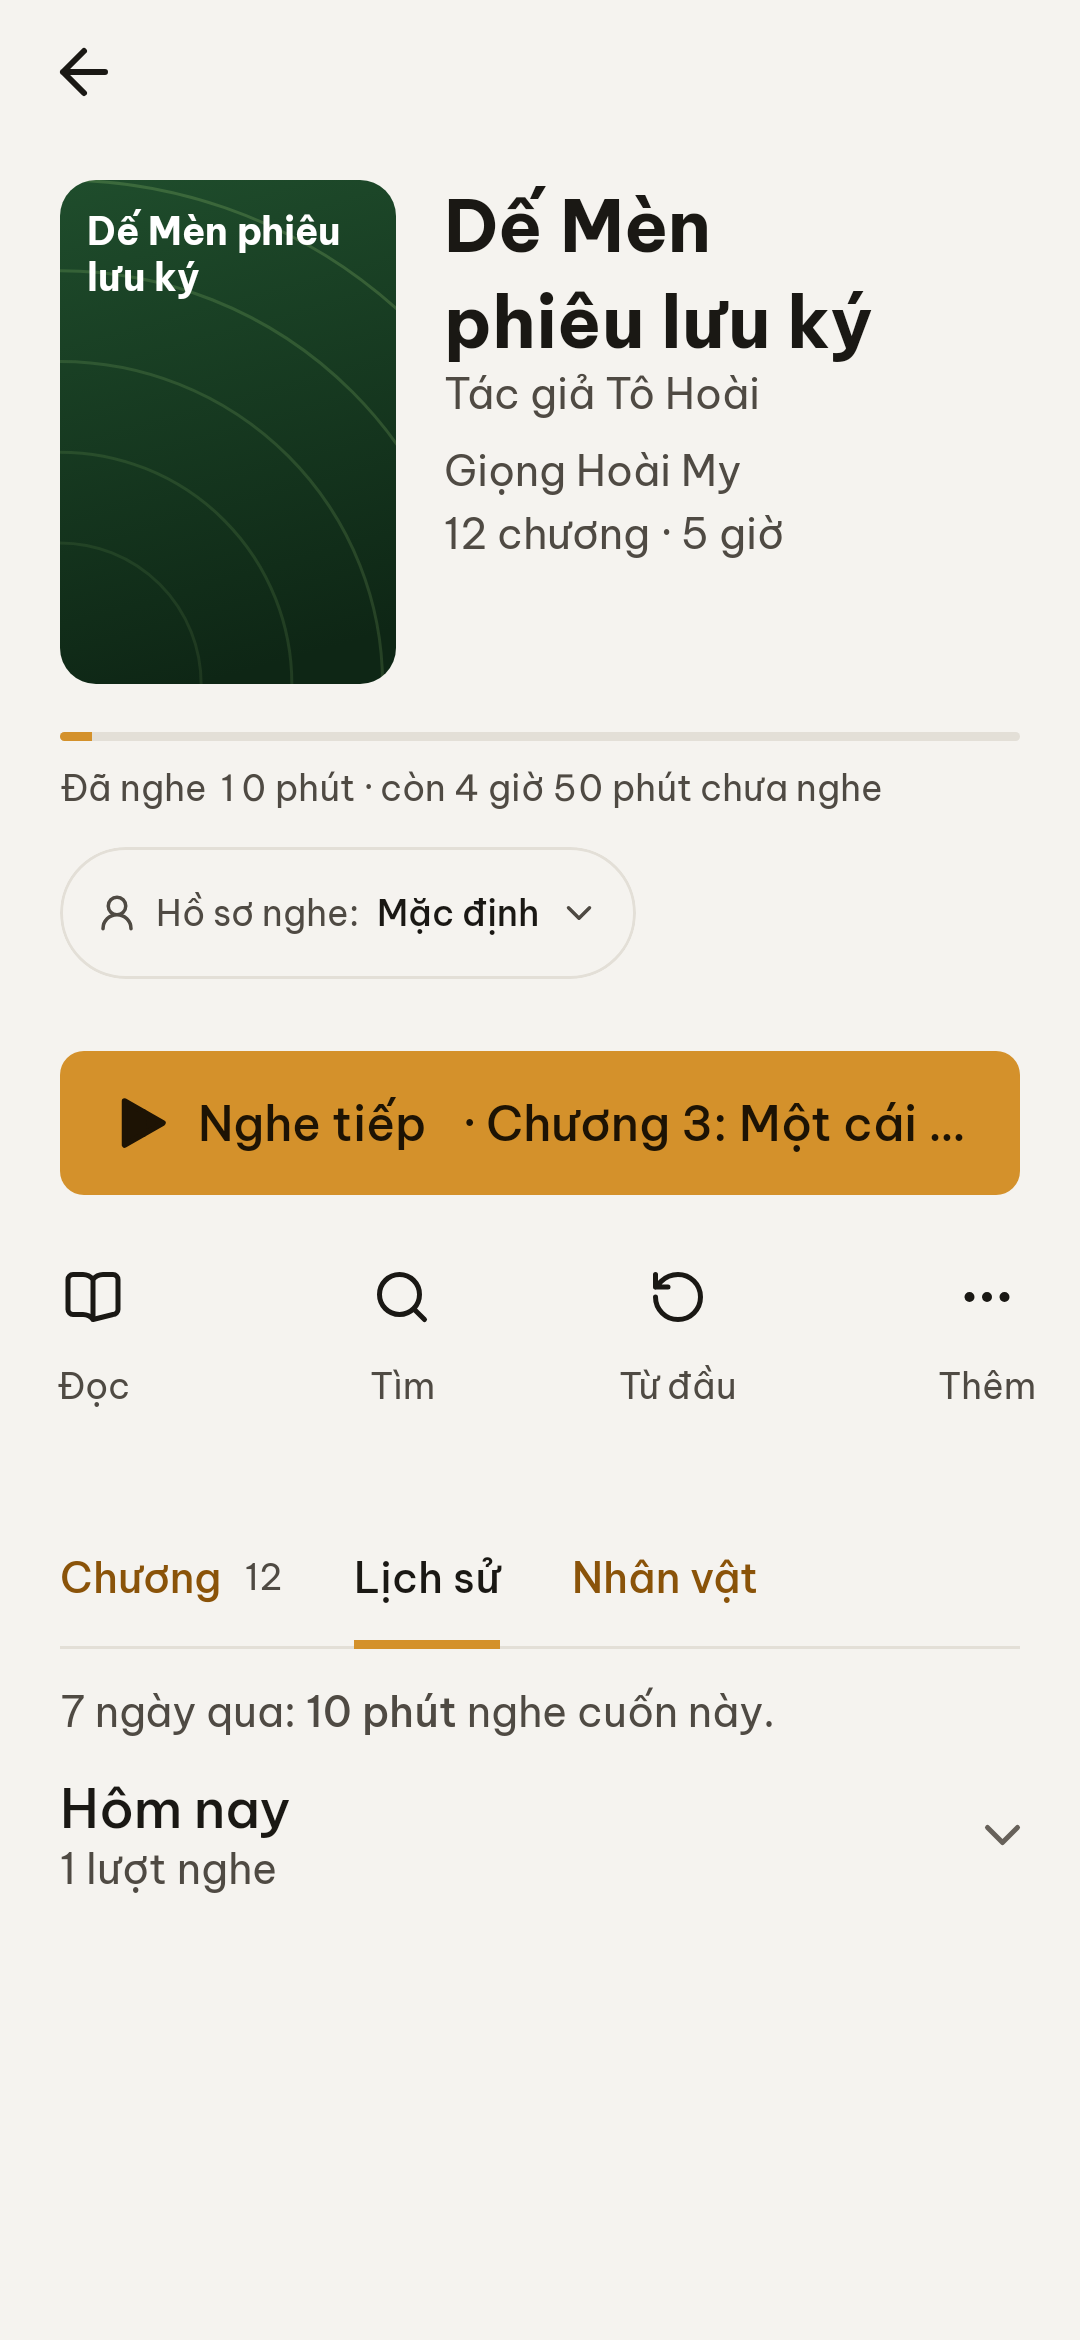 Dế Mèn phiêu
lưu ký
Dế Mèn
phiêu lưu ký
Tác giả Tô Hoài
Giọng Hoài My
12 chương · 5 giờ
Đã nghe 10 phút · còn 4 giờ 50 phút chưa nghe
Hồ sơ nghe: Mặc định
Nghe tiếp · Chương 3: Một cái ...
Đọc
Tìm
Từ đầu
Thêm
Chương 12
Lịch sử
Nhân vật
7 ngày qua: 10 phút nghe cuốn này.
Hôm nay
1 lượt nghe